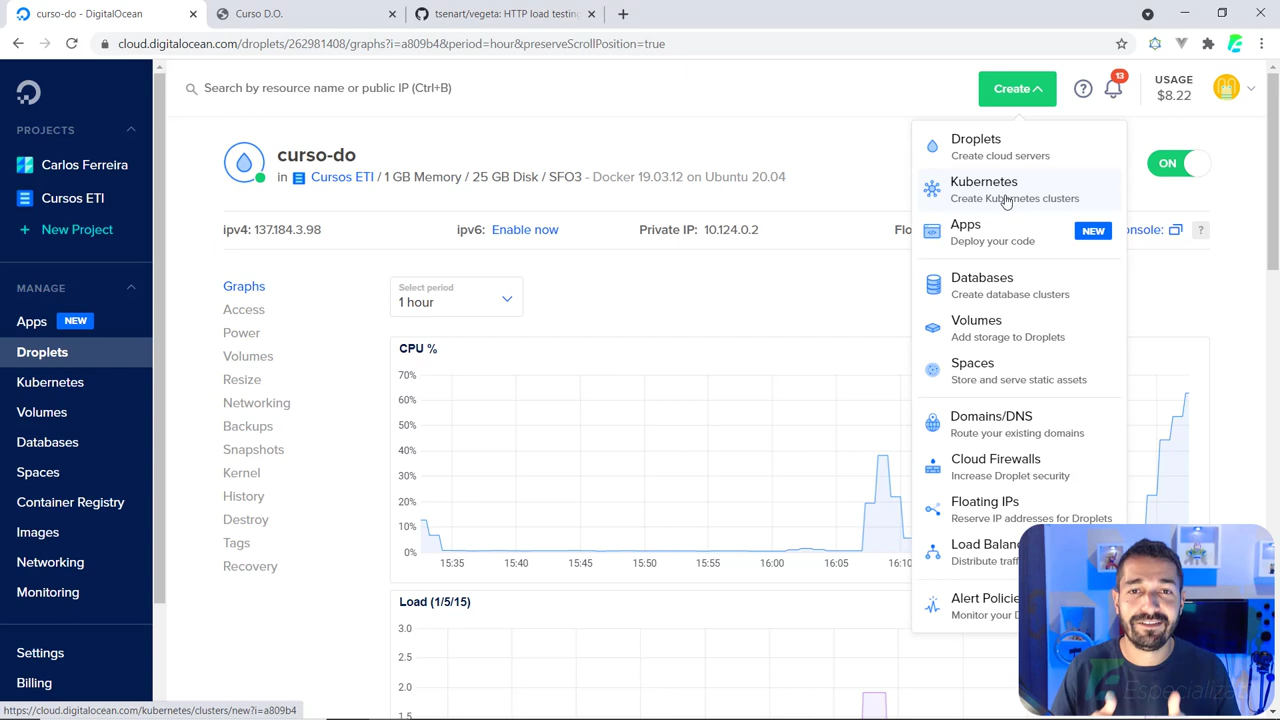 curso-do - DigitalOcean
Curso D.O.
tsenart/vegeta: HTTP load testing
cloud.digitalocean.com/droplets/262981408/graphs?i=a809b4&period=hour&preserveScrollPosition=true
Search by resource name or public IP (Ctrl+B)
Create
13
USAGE
$8.22
PROJECTS
Carlos Ferreira
Cursos ETI
+ New Project
MANAGE
Apps NEW
Droplets
Kubernetes
Volumes
Databases
Spaces
Container Registry
Images
Networking
Monitoring
Settings
Billing
curso-do
in Cursos ETI / 1 GB Memory / 25 GB Disk / SFO3 - Docker 19.03.12 on Ubuntu 20.04
ON
ipv4: 137.184.3.98
ipv6: Enable now
Private IP: 10.124.0.2
?
Graphs
Access
Power
Volumes
Resize
Networking
Backups
Snapshots
Kernel
History
Destroy
Tags
Recovery
Select period
1 hour
CPU %
70%
60%
50%
40%
30%
20%
10%
0%
15:35 15:40 15:45 15:50 15:55 16:00 16:05 16:10
Load (1/5/15)
3.0
2.5
2.0
1.5
Droplets
Create cloud servers
Kubernetes
Create Kubernetes clusters
Apps
Deploy your code
NEW
Databases
Create database clusters
Volumes
Add storage to Droplets
Spaces
Store and serve static assets
Domains/DNS
Route your existing domains
Cloud Firewalls
Increase Droplet security
Floating IPs
Reserve IP addresses for Droplets
Load
Distribute
Alert
Monitor your
https://cloud.digitalocean.com/kubernetes/clusters/new?i=a809b4